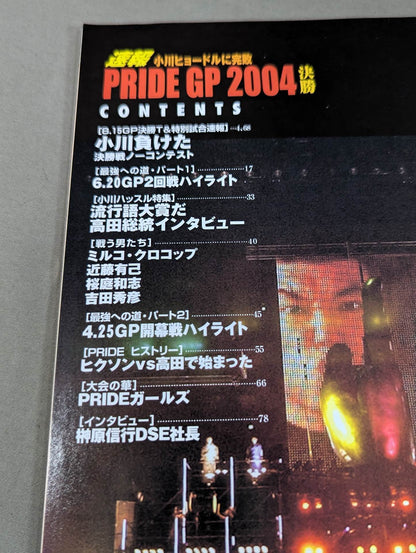 速報 小川ヒョードルに完敗
PRIDE GP 2004 決勝
CONTENTS
[8.15GP決勝T&特別試合速報]…4,68
小川負けた
決勝戦ノーコンテスト
[最強への道・パート1]…17
6.20GP2回戦ハイライト
[小川ハッスル特集]…33
流行語大賞だ
高田総統インタビュー
[戦う男たち]…40
ミルコ・クロコップ
近藤有己
桜庭和志
吉田秀彦
[最強への道・パート2]…45
4.25GP開幕戦ハイライト
[PRIDE ヒストリー]…55
ヒクソンvs高田で始まった
[大会の華]…66
PRIDEガールズ
[インタビュー]…78
榊原信行DSE社長